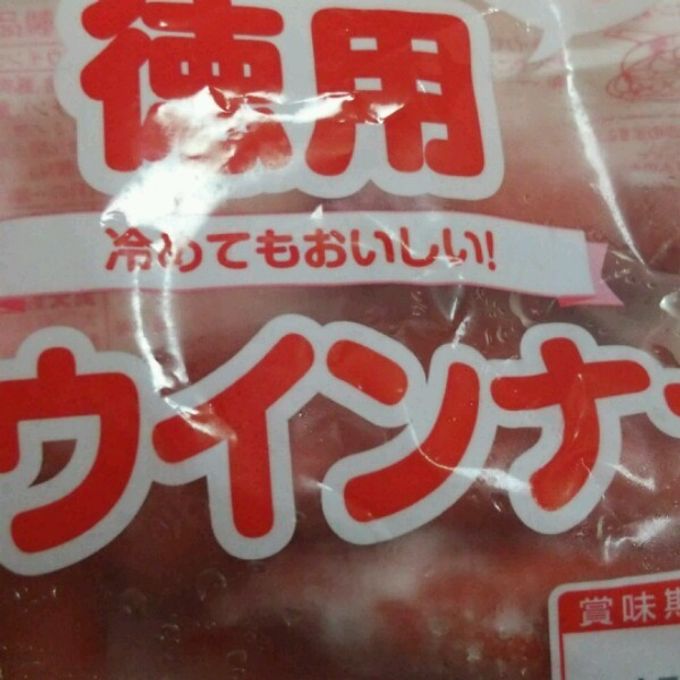 徳用
冷めてもおいしい!
ウインナー
賞味期